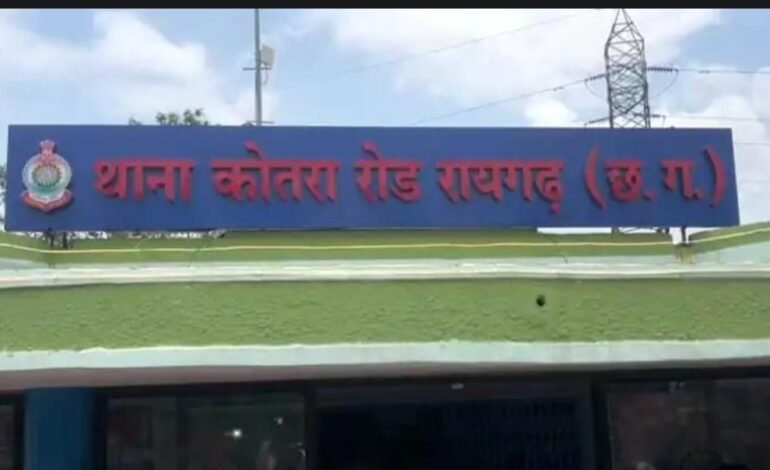 थाना कोतरा रोड रायगढ़ (छ. ग.)